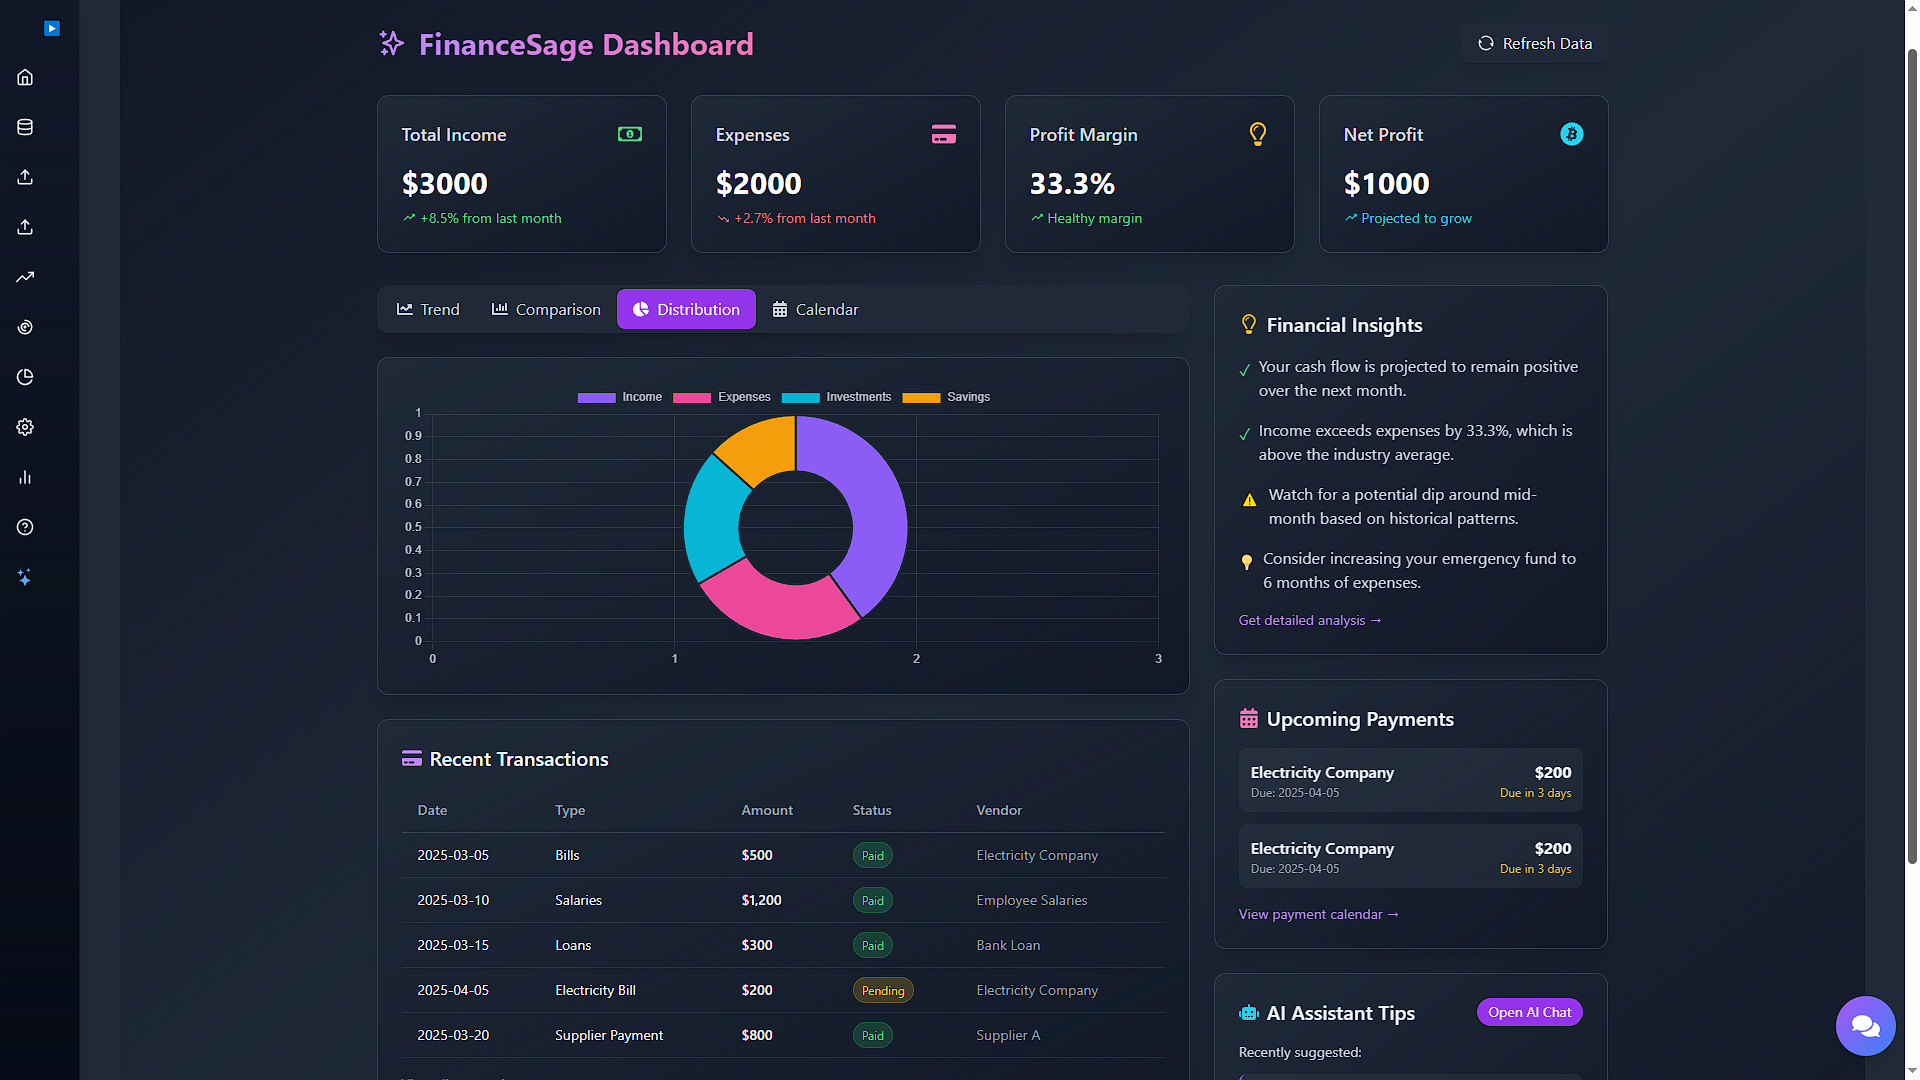 FinanceSage Dashboard
Refresh Data
Total Income
$3000
+8.5% from last month
Expenses
$2000
+2.7% from last month
Profit Margin
33.3%
Healthy margin
Net Profit
$1000
Projected to grow
Trend Comparison Distribution Calendar
Income Expenses Investments Savings
1
0.9
0.8
0.7
0.6
0.5
0.4
0.3
0.2
0.1
0
0 1 2 3
Recent Transactions
Date Type Amount Status Vendor
2025-03-05 Bills $500 Paid Electricity Company
2025-03-10 Salaries $1,200 Paid Employee Salaries
2025-03-15 Loans $300 Paid Bank Loan
2025-04-05 Electricity Bill $200 Pending Electricity Company
2025-03-20 Supplier Payment $800 Paid Supplier A
Financial Insights
Your cash flow is projected to remain positive
over the next month.
Income exceeds expenses by 33.3%, which is
above the industry average.
Watch for a potential dip around mid-
month based on historical patterns.
Consider increasing your emergency fund to
6 months of expenses.
Get detailed analysis →
Upcoming Payments
Electricity Company $200
Due: 2025-04-05 Due in 3 days
Electricity Company $200
Due: 2025-04-05 Due in 3 days
View payment calendar →
AI Assistant Tips
Open AI Chat
Recently suggested: